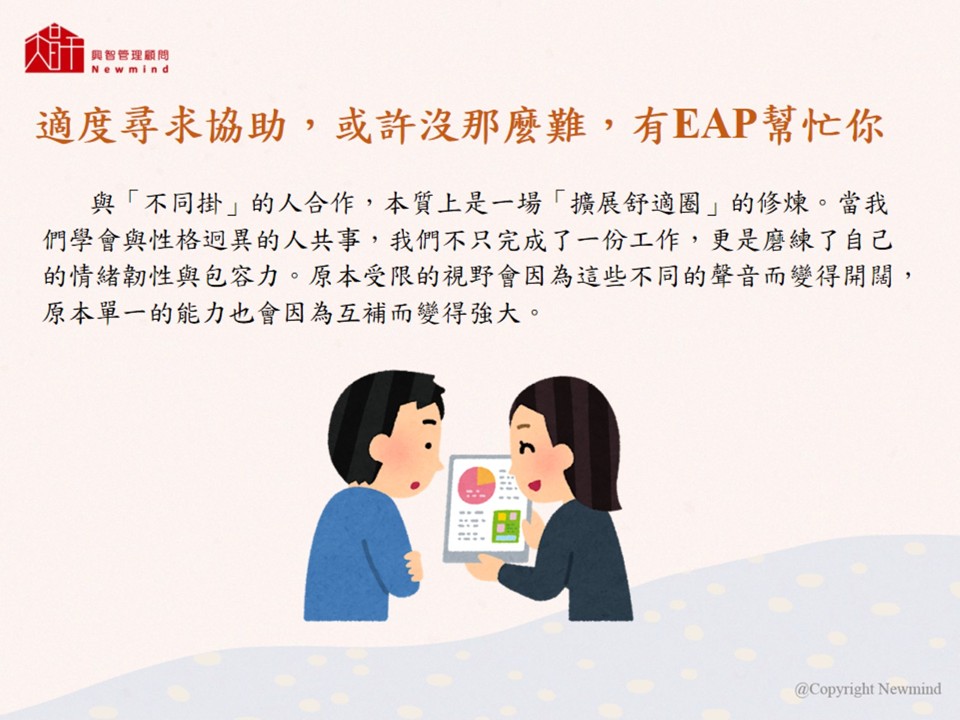 興智管理顧問
Newmind
適度尋求協助，或許沒那麼難，有EAP幫忙你
與「不同掛」的人合作，本質上是一場「擴展舒適圈」的修煉。當我
們學會與性格迥異的人共事，我們不只完成了一份工作，更是磨練了自己
的情緒韌性與包容力。原本受限的視野會因為這些不同的聲音而變得開闊，
原本單一的能力也會因為互補而變得強大。
@Copyright Newmind